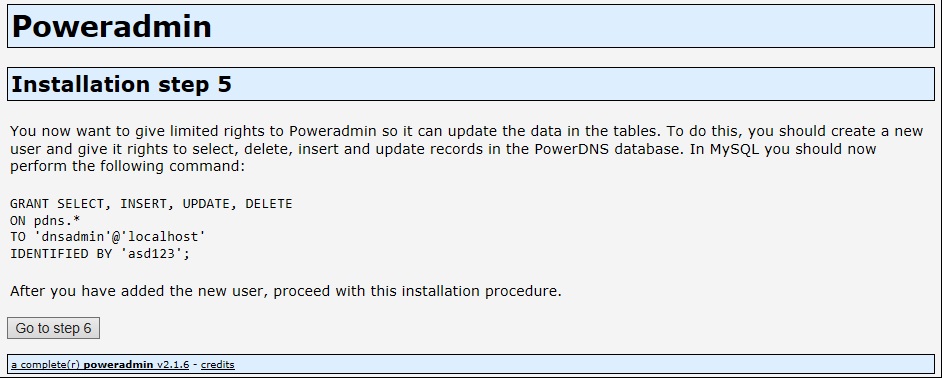 Poweradmin
Installation step 5
You now want to give limited rights to Poweradmin so it can update the data in the tables. To do this, you should create a new
user and give it rights to select, delete, insert and update records in the PowerDNS database. In MySQL you should now
perform the following command:
GRANT SELECT, INSERT, UPDATE, DELETE
ON pdns.*
TO 'dnsadmin'@'localhost'
IDENTIFIED BY 'asd123';
After you have added the new user, proceed with this installation procedure.
Go to step 6
a complete(r) poweradmin v2.1.6 - credits